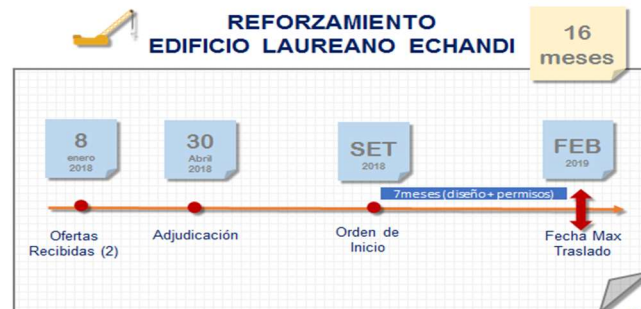 REFORZAMIENTO
EDIFICIO LAUREANO ECHANDI
16
meses
8
enero
2018
30
Abril
2018
SET
2018
FEB
2019
7meses (diseño+ permisos)
Ofertas
Recibidas (2)
Adjudicación
Orden de
Inicio
Fecha Max
Traslado